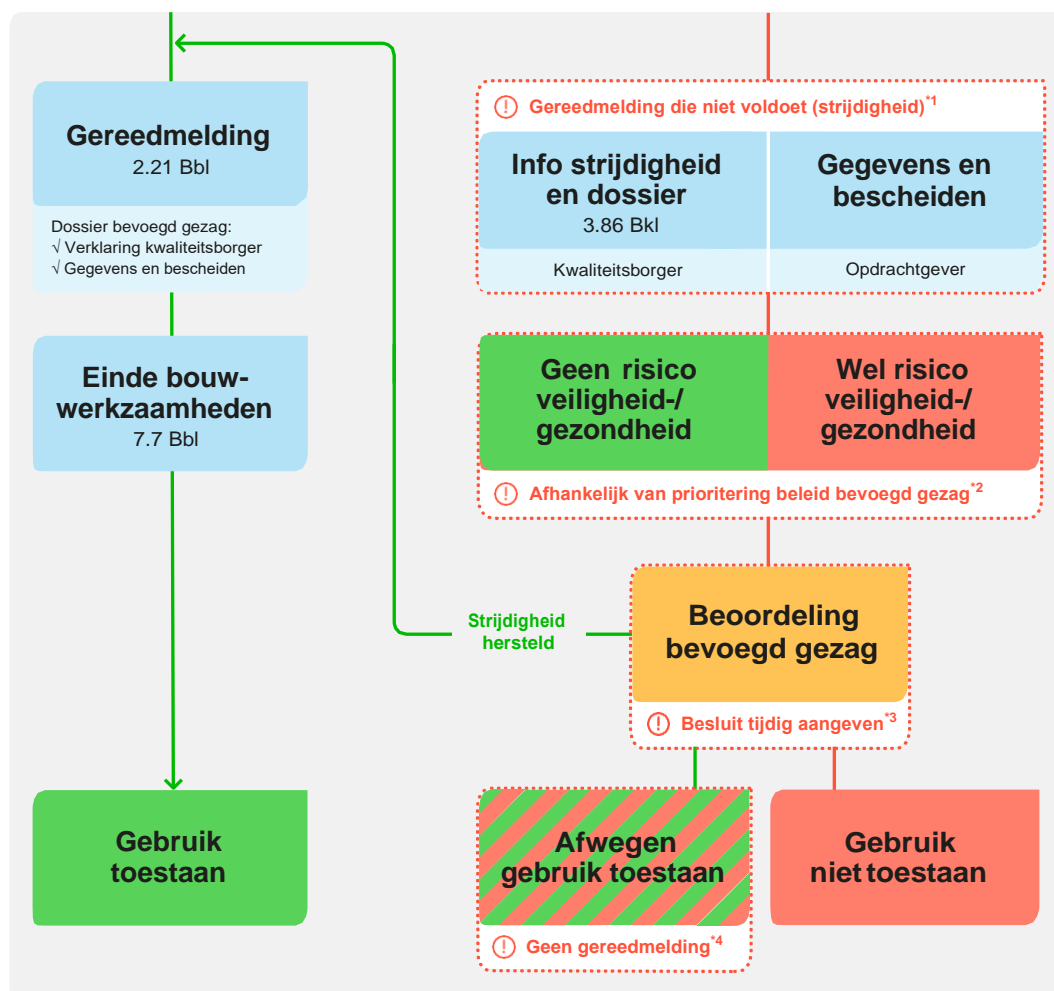 Gereedmelding
2.21 Bbl
Dossier bevoegd gezag:
√ Verklaring kwaliteitsborger
√ Gegevens en bescheiden
Einde bouw-
werkzaamheden
7.7 Bbl
Gebruik
toestaan
Gereedmelding die niet voldoet (strijdigheid)*1
Info strijdigheid
en dossier
3.86 Bkl
Kwaliteitsborger
Gegevens en
bescheiden
Opdrachtgever
Geen risico
veiligheid-/
gezondheid
Wel risico
veiligheid-/
gezondheid
Afhankelijk van prioritering beleid bevoegd gezag*2
Beoordeling
bevoegd gezag
Besluit tijdig aangeven*3
Strijdigheid
hersteld
Afwegen
gebruik toestaan
Geen gereedmelding*4
Gebruik
niet toestaan